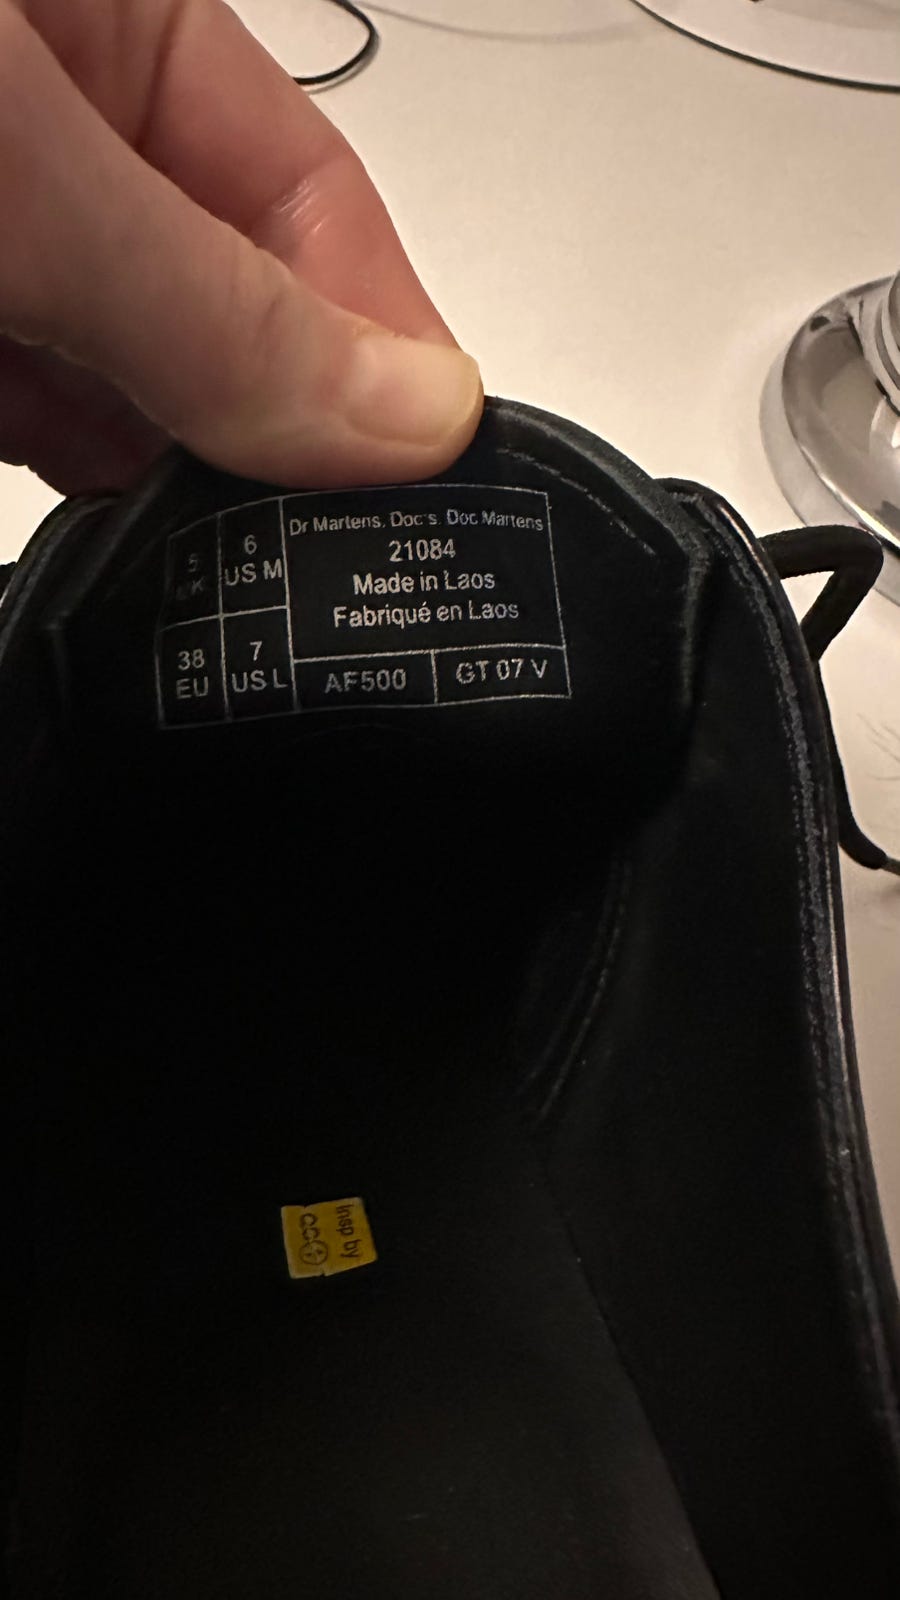 5
UK
6
US M
38
EU
7
US L
Dr Martens. Doc's. Doc Martens
21084
Made in Laos
Fabriqué en Laos
AF500
GT 07 V
Insp by